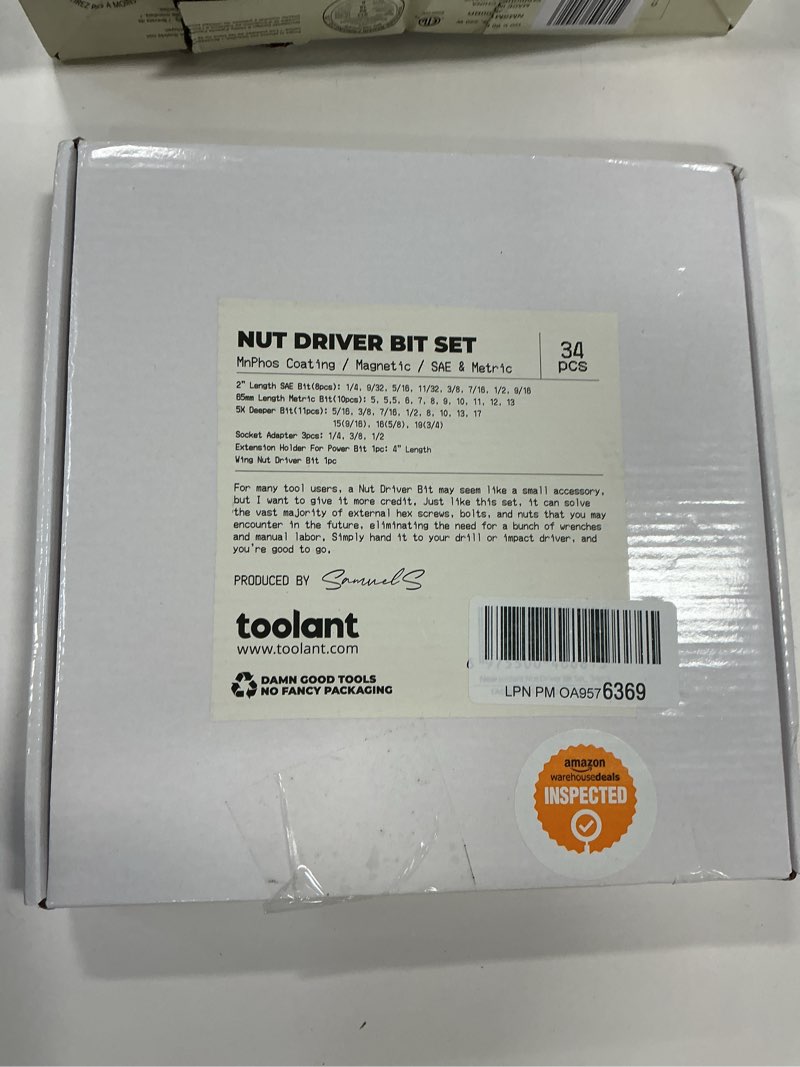 NUT DRIVER BIT SET
MnPhos Coating / Magnetic / SAE & Metric
34
PCS
2" Length SAE Bit(8pcs): 1/4, 9/32, 5/16, 11/32, 3/8, 7/16, 1/2, 9/16
65mm Length Metric Bit(10pcs): 5, 5.5, 6, 7, 8, 9, 10, 11, 12, 13
5X Deeper Bit(11pcs): 5/16, 3/8, 7/16, 1/2, 8, 10, 13, 17
15(9/16), 16(5/8), 19(3/4)
Socket Adapter 3pcs: 1/4, 3/8, 1/2
Extension Holder For Power Bit 1pc: 4" Length
Wing Nut Driver Bit 1pc
For many tool users, a Nut Driver Bit may seem like a small accessory,
but I want to give it more credit. Just like this set, it can solve
the vast majority of external hex screws, bolts, and nuts that you may
encounter in the future, eliminating the need for a bunch of wrenches
and manual labor. Simply hand it to your drill or impact driver, and
you're good to go.
PRODUCED BY SamuelS
toolant
www.toolant.com
DAMN GOOD TOOLS
NO FANCY PACKAGING
LPN PM OA9576369
amazon
warehousedeals
INSPECTED